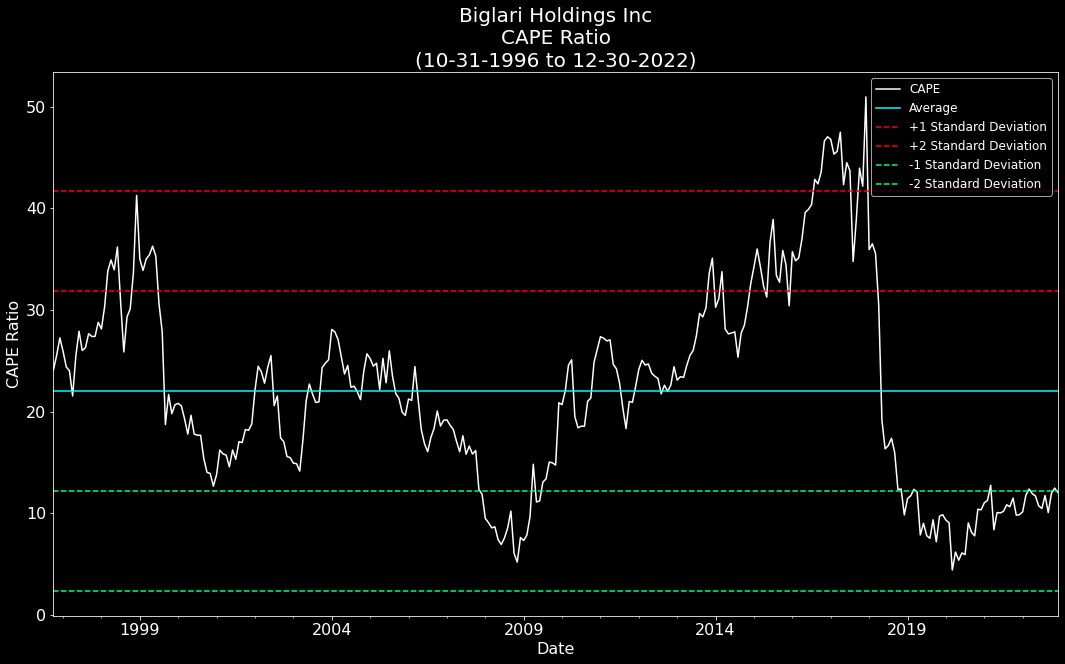 Biglari Holdings Inc
CAPE Ratio
(10-31-1996 to 12-30-2022)
CAPE
Average
+1 Standard Deviation
+2 Standard Deviation
-1 Standard Deviation
-2 Standard Deviation
CAPE Ratio
50
40
30
20
10
0
1999
2004
2009
2014
2019
Date